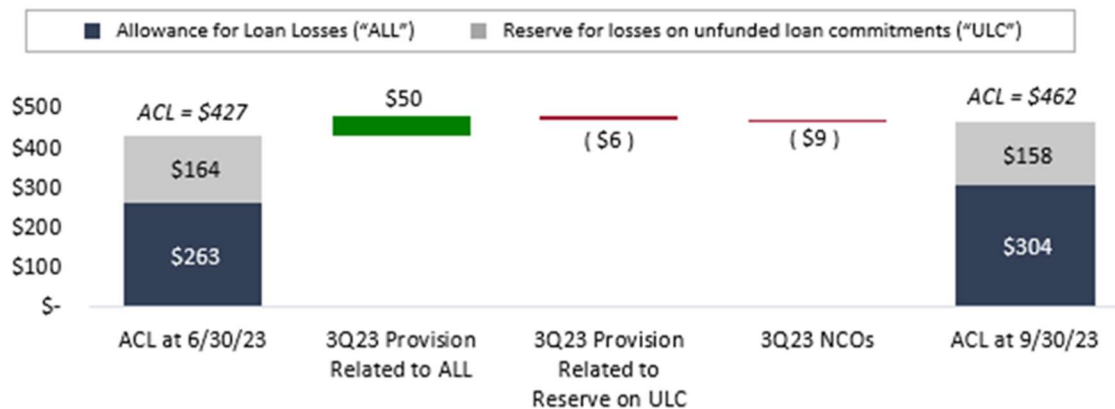 Allowance for Loan Losses (“ALL”)
Reserve for losses on unfunded loan commitments (“ULC”)
$500
$400
$300
$200
$100
$-
ACL = $427
$164
$263
$50
( $6 )
( $9 )
ACL = $462
$158
$304
ACL at 6/30/23
3Q23 Provision
Related to ALL
3Q23 Provision
Related to
Reserve on ULC
3Q23 NCOs
ACL at 9/30/23